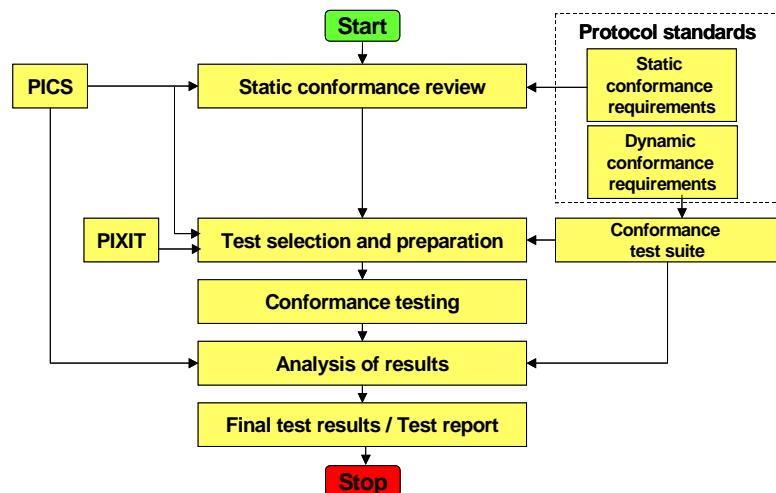 Start
Protocol standards
PICS
Static conformance review
Static
conformance
requirements
Dynamic
conformance
requirements
PIXIT
Test selection and preparation
Conformance
test suite
Conformance testing
Analysis of results
Final test results / Test report
Stop